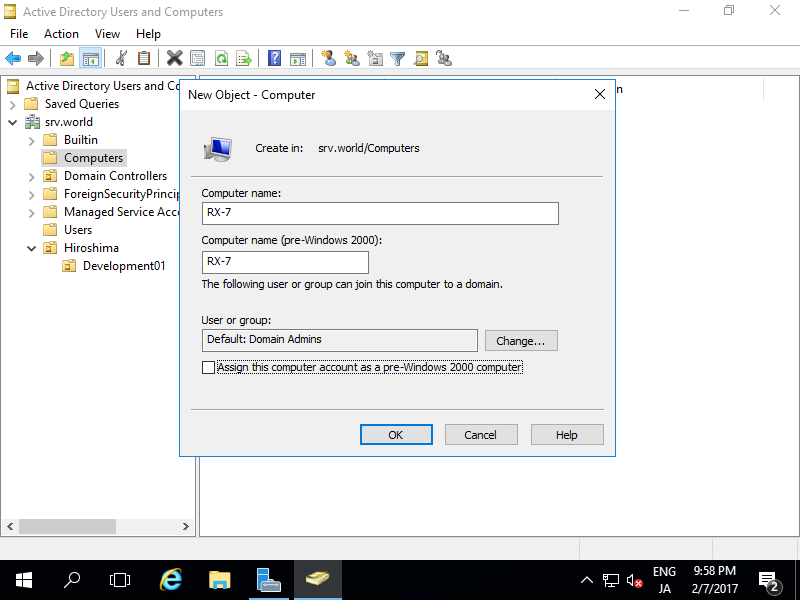 Active Directory Users and Computers
File Action View Help
Active Directory Users and Co
Saved Queries
srv.world
Builtin
Computers
Domain Controllers
ForeignSecurityPrincip
Managed Service Acco
Users
Hiroshima
Development01
New Object - Computer
Create in: srv.world/Computers
Computer name:
RX-7
Computer name (pre-Windows 2000):
RX-7
The following user or group can join this computer to a domain.
User or group:
Default: Domain Admins
Change...
Assign this computer account as a pre-Windows 2000 computer
OK Cancel Help
ENG
JA
9:58 PM
2/7/2017
2